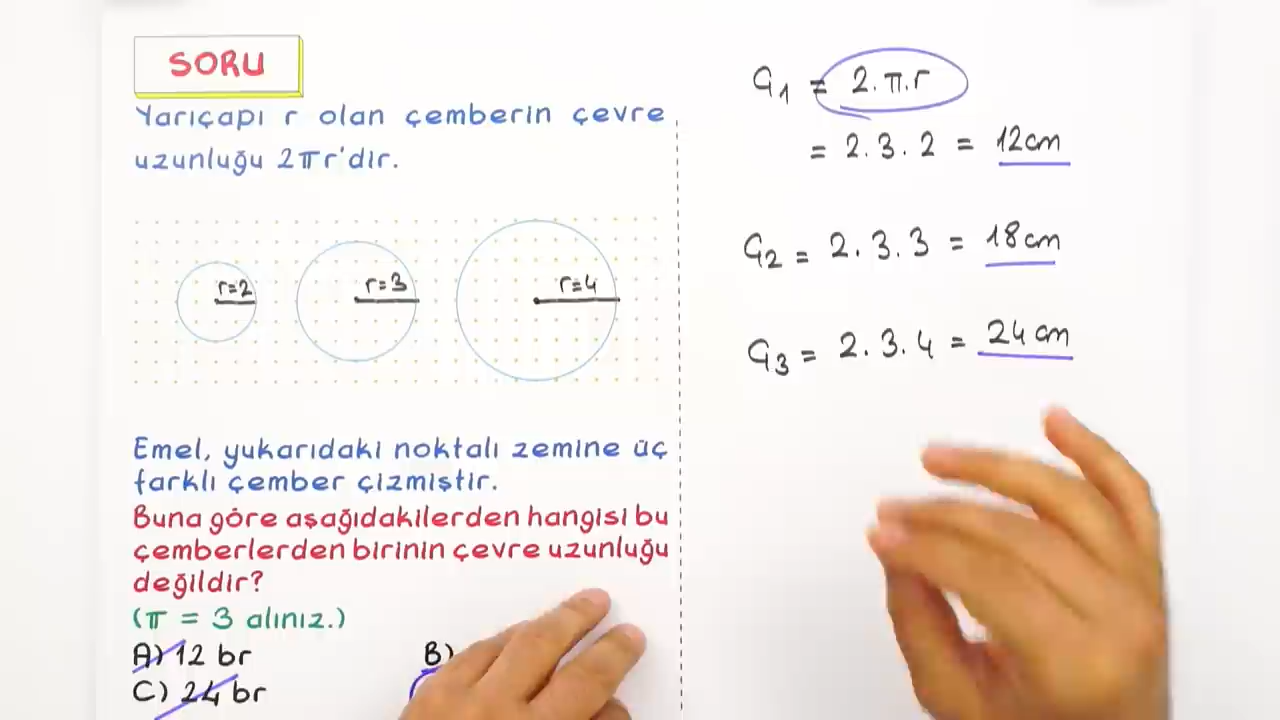 SORU
Yarıçapı r olan çemberin çevre
uzunluğu 2πr'dir.
r=2
r=3
r=4
Emel, yukarıdaki noktalı zemine üç
farklı çember çizmiştir.
Buna göre aşağıdakilerden hangisi bu
çemberlerden birinin çevre uzunluğu
değildir?
(π = 3 alınız.)
A) 12 br
B)
C) 24 br
Ç1 = 2.π.r
= 2.3.2 = 12cm
Ç2 = 2.3.3 = 18cm
Ç3 = 2.3.4 = 24cm